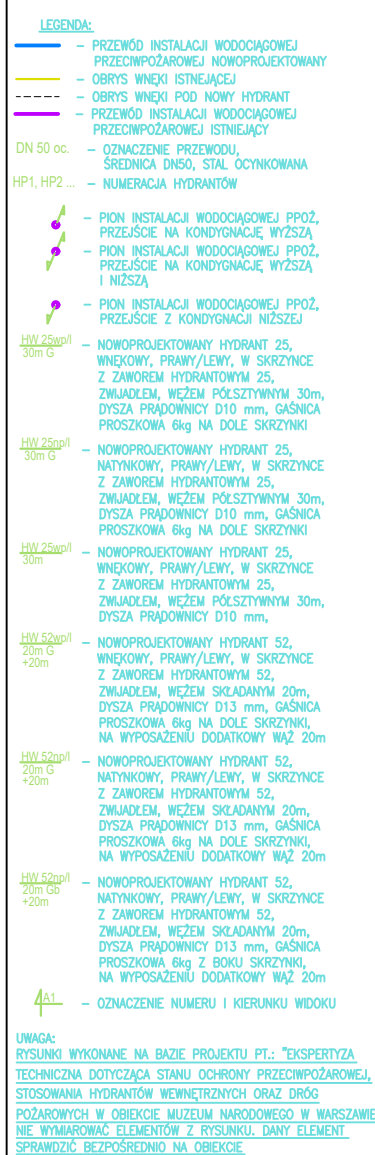 LEGENDA:
– PRZEWÓD INSTALACJI WODOCIĄGOWEJ
PRZECIWPOŻAROWEJ NOWOPROJEKTOWANY
– OBRYS WNĘKI ISTNIEJĄCEJ
– OBRYS WNĘKI POD NOWY HYDRANT
– PRZEWÓD INSTALACJI WODOCIĄGOWEJ
PRZECIWPOŻAROWEJ ISTNIEJĄCY
DN 50 oc. – OZNACZENIE PRZEWODU,
ŚREDNICA DN50, STAL OCYNKOWANA
HP1, HP2 ... – NUMERACJA HYDRANTÓW
– PION INSTALACJI WODOCIĄGOWEJ PPOŻ,
PRZEJŚCIE NA KONDYGNACJĘ WYŻSZĄ
– PION INSTALACJI WODOCIĄGOWEJ PPOŻ,
PRZEJŚCIE NA KONDYGNACJĘ WYŻSZĄ
I NIŻSZĄ
– PION INSTALACJI WODOCIĄGOWEJ PPOŻ,
PRZEJŚCIE Z KONDYGNACJI NIŻSZEJ
HW 25wp/l – NOWOPROJEKTOWANY HYDRANT 25,
30m G WNĘKOWY, PRAWY/LEWY, W SKRZYNCE
Z ZAWOREM HYDRANTOWYM 25,
ZWIJADŁEM, WĘŻEM PÓŁSZTYWNYM 30m,
DYSZA PRĄDOWNICY D10 mm, GAŚNICA
PROSZKOWA 6kg NA DOLE SKRZYNKI
HW 25np/l – NOWOPROJEKTOWANY HYDRANT 25,
30m G NATYNKOWY, PRAWY/LEWY, W SKRZYNCE
Z ZAWOREM HYDRANTOWYM 25,
ZWIJADŁEM, WĘŻEM PÓŁSZTYWNYM 30m,
DYSZA PRĄDOWNICY D10 mm, GAŚNICA
PROSZKOWA 6kg NA DOLE SKRZYNKI
HW 25wp/l – NOWOPROJEKTOWANY HYDRANT 25,
30m WNĘKOWY, PRAWY/LEWY, W SKRZYNCE
Z ZAWOREM HYDRANTOWYM 25,
ZWIJADŁEM, WĘŻEM PÓŁSZTYWNYM 30m,
DYSZA PRĄDOWNICY D10 mm,
HW 52wp/l – NOWOPROJEKTOWANY HYDRANT 52,
20m G WNĘKOWY, PRAWY/LEWY, W SKRZYNCE
+20m Z ZAWOREM HYDRANTOWYM 52,
ZWIJADŁEM, WĘŻEM SKŁADANYM 20m,
DYSZA PRĄDOWNICY D13 mm, GAŚNICA
PROSZKOWA 6kg NA DOLE SKRZYNKI,
NA WYPOSAŻENIU DODATKOWY WĄŻ 20m
HW 52np/l – NOWOPROJEKTOWANY HYDRANT 52,
20m G NATYNKOWY, PRAWY/LEWY, W SKRZYNCE
+20m Z ZAWOREM HYDRANTOWYM 52,
ZWIJADŁEM, WĘŻEM SKŁADANYM 20m,
DYSZA PRĄDOWNICY D13 mm, GAŚNICA
PROSZKOWA 6kg NA DOLE SKRZYNKI,
NA WYPOSAŻENIU DODATKOWY WĄŻ 20m
HW 52np/l – NOWOPROJEKTOWANY HYDRANT 52,
20m Gb NATYNKOWY, PRAWY/LEWY, W SKRZYNCE
+20m Z ZAWOREM HYDRANTOWYM 52,
ZWIJADŁEM, WĘŻEM SKŁADANYM 20m,
DYSZA PRĄDOWNICY D13 mm, GAŚNICA
PROSZKOWA 6kg Z BOKU SKRZYNKI,
NA WYPOSAŻENIU DODATKOWY WĄŻ 20m
A1 – OZNACZENIE NUMERU I KIERUNKU WIDOKU
UWAGA:
RYSUNKI WYKONANE NA BAZIE PROJEKTU PT.: "EKSPERTYZA
TECHNICZNA DOTYCZĄCA STANU OCHRONY PRZECIWPOŻAROWEJ,
STOSOWANIA HYDRANTÓW WEWNĘTRZNYCH ORAZ DRÓG
POŻAROWYCH W OBIEKCIE MUZEUM NARODOWEGO W WARSZAWIE
NIE WYMIAROWAĆ ELEMENTÓW Z RYSUNKU. DANY ELEMENT
SPRAWDZIĆ BEZPOŚREDNIO NA OBIEKCIE